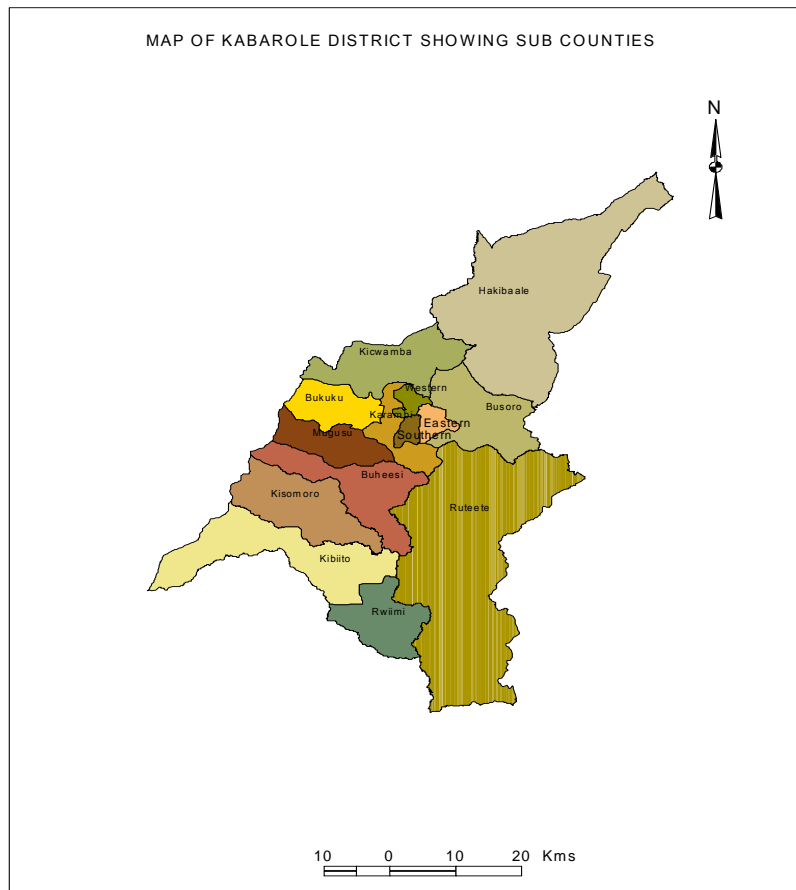 MAP OF KABAROLE DISTRICT SHOWING SUB COUNTIES
N
Hakibaale
Kicwamba
Western
Bukuku
Busoro
Karambi
Eastern
Mugusu
Southern
Buheesi
Kisomoro
Ruteete
Kibiito
Rwiimi
10 0 10 20 Kms